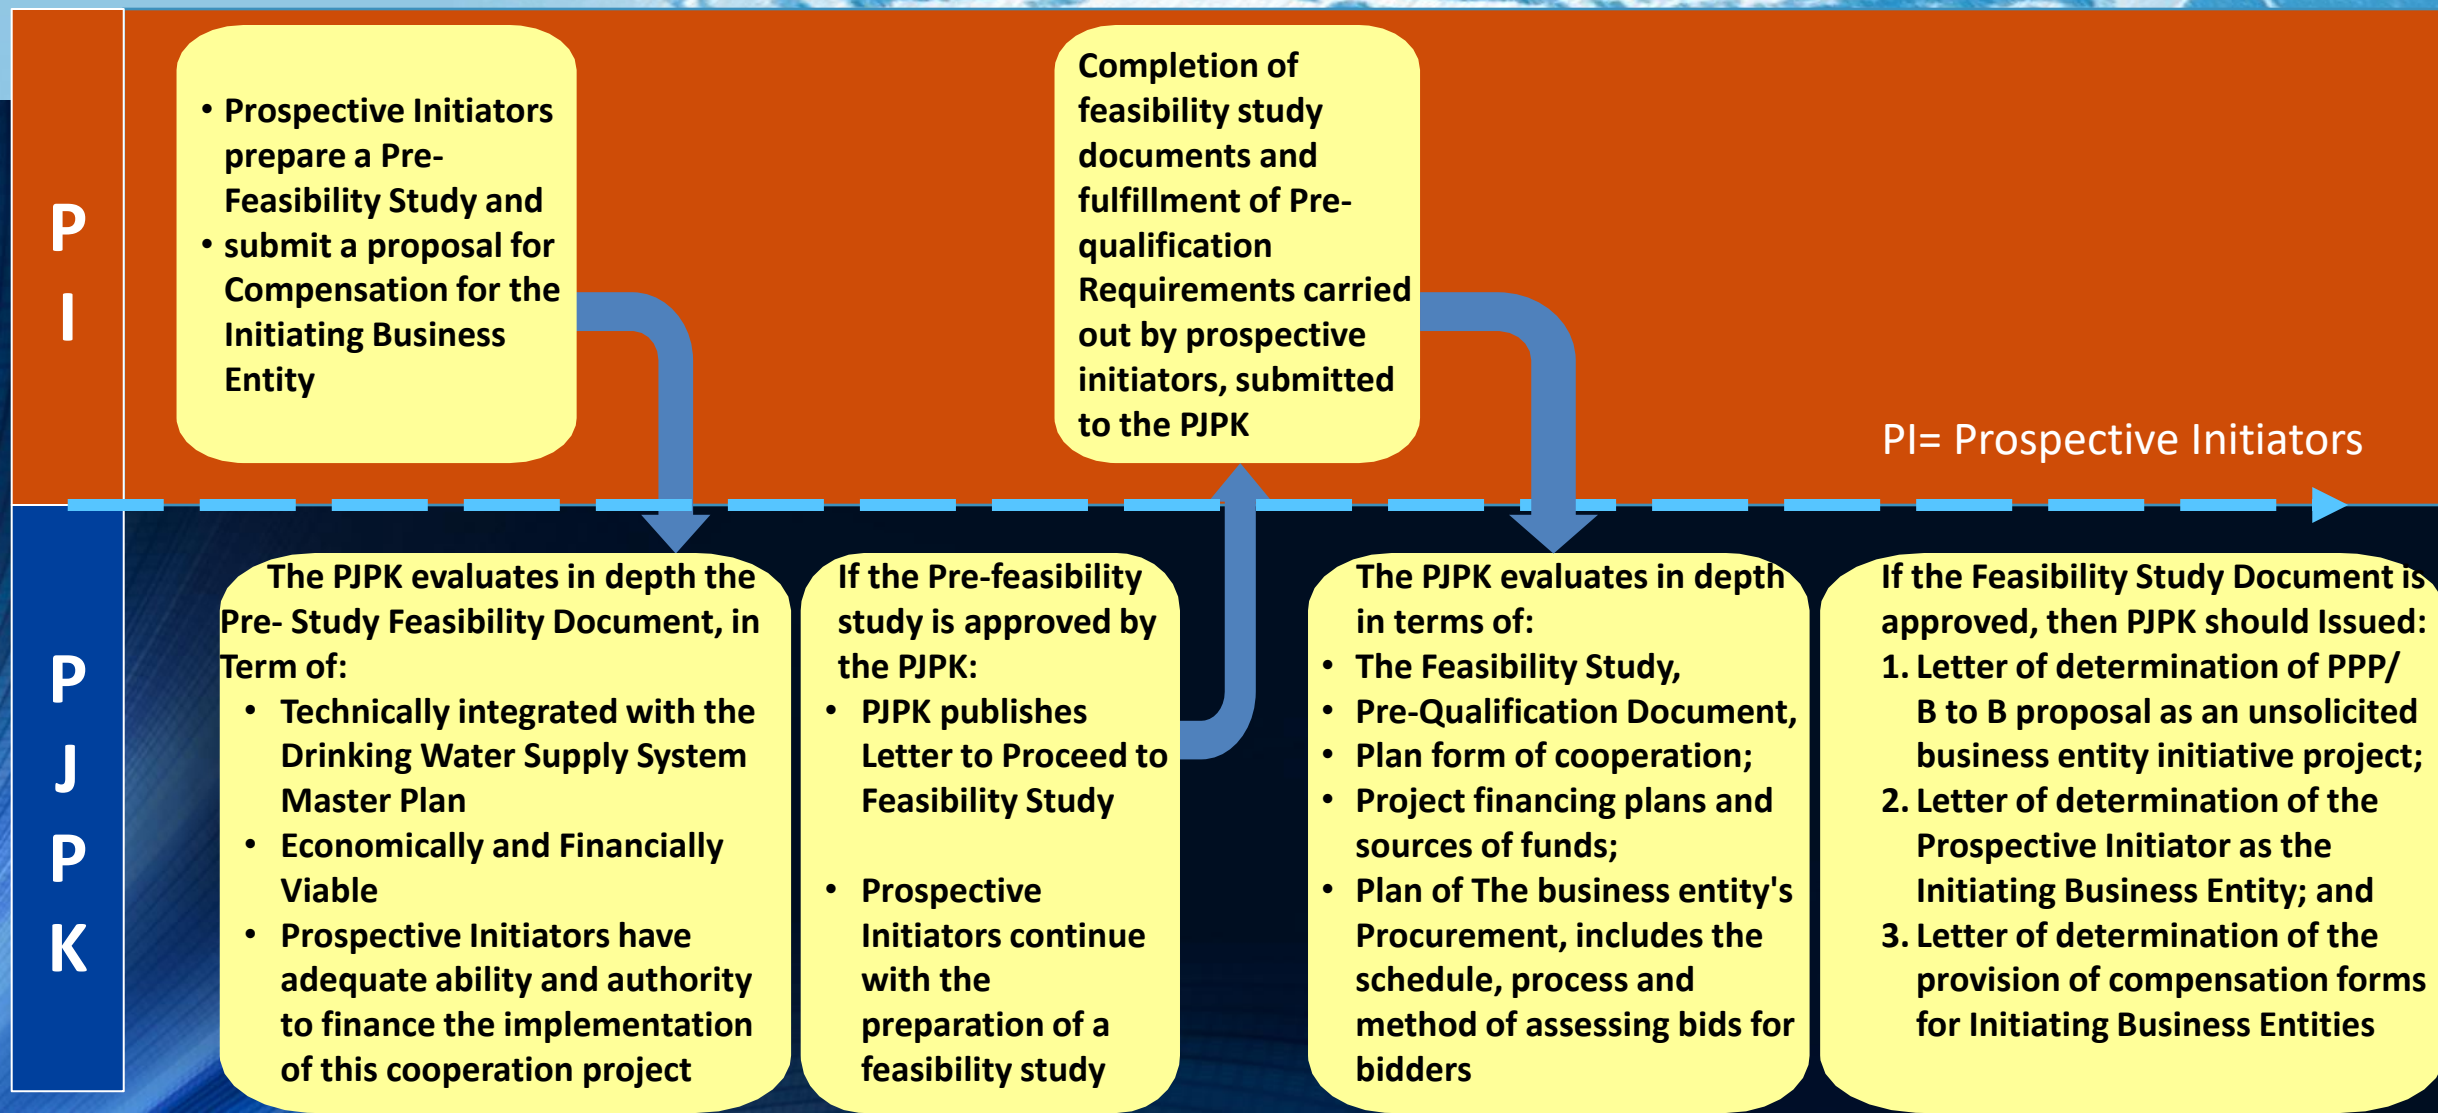 P
I
• Prospective Initiators
prepare a Pre-
Feasibility Study and
• submit a proposal for
Compensation for the
Initiating Business
Entity
Completion of
feasibility study
documents and
fulfillment of Pre-
qualification
Requirements carried
out by prospective
initiators, submitted
to the PJPK
PI= Prospective Initiators
P
J
P
K
The PJPK evaluates in depth the
Pre- Study Feasibility Document, in
Term of:
• Technically integrated with the
Drinking Water Supply System
Master Plan
• Economically and Financially
Viable
• Prospective Initiators have
adequate ability and authority
to finance the implementation
of this cooperation project
If the Pre-feasibility
study is approved by
the PJPK:
• PJPK publishes
Letter to Proceed to
Feasibility Study
• Prospective
Initiators continue
with the
preparation of a
feasibility study
The PJPK evaluates in depth
in terms of:
• The Feasibility Study,
• Pre-Qualification Document,
• Plan form of cooperation;
• Project financing plans and
sources of funds;
• Plan of The business entity's
Procurement, includes the
schedule, process and
method of assessing bids for
bidders
If the Feasibility Study Document is
approved, then PJPK should Issued:
1. Letter of determination of PPP/
B to B proposal as an unsolicited
business entity initiative project;
2. Letter of determination of the
Prospective Initiator as the
Initiating Business Entity; and
3. Letter of determination of the
provision of compensation forms
for Initiating Business Entities